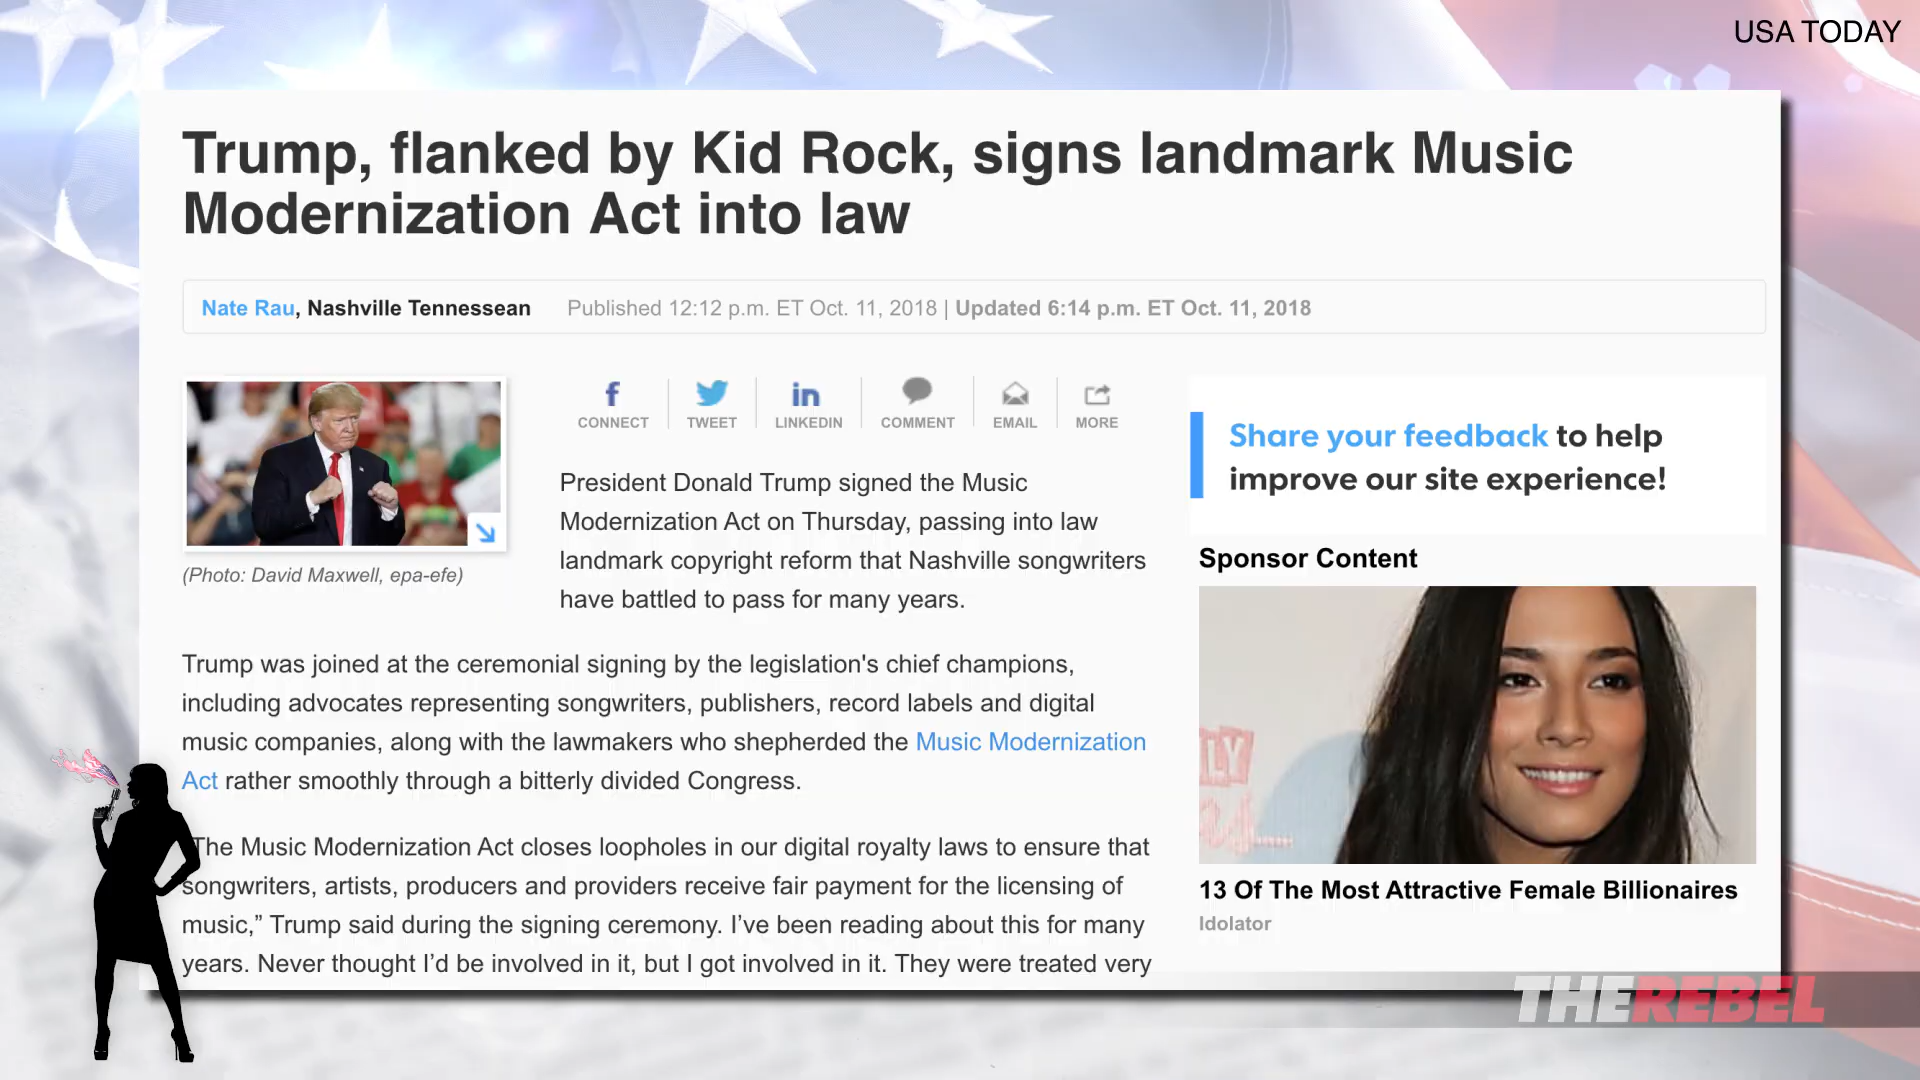 USA TODAY
Trump, flanked by Kid Rock, signs landmark Music
Modernization Act into law
Nate Rau, Nashville Tennessean Published 12:12 p.m. ET Oct. 11, 2018 | Updated 6:14 p.m. ET Oct. 11, 2018
CONNECT TWEET LINKEDIN COMMENT EMAIL MORE
(Photo: David Maxwell, epa-efe)
President Donald Trump signed the Music
Modernization Act on Thursday, passing into law
landmark copyright reform that Nashville songwriters
have battled to pass for many years.
Trump was joined at the ceremonial signing by the legislation's chief champions,
including advocates representing songwriters, publishers, record labels and digital
music companies, along with the lawmakers who shepherded the Music Modernization
Act rather smoothly through a bitterly divided Congress.
The Music Modernization Act closes loopholes in our digital royalty laws to ensure that
songwriters, artists, producers and providers receive fair payment for the licensing of
music,” Trump said during the signing ceremony. I’ve been reading about this for many
years. Never thought I’d be involved in it, but I got involved in it. They were treated very
Share your feedback to help
improve our site experience!
Sponsor Content
13 Of The Most Attractive Female Billionaires
Idolator
THE REBEL